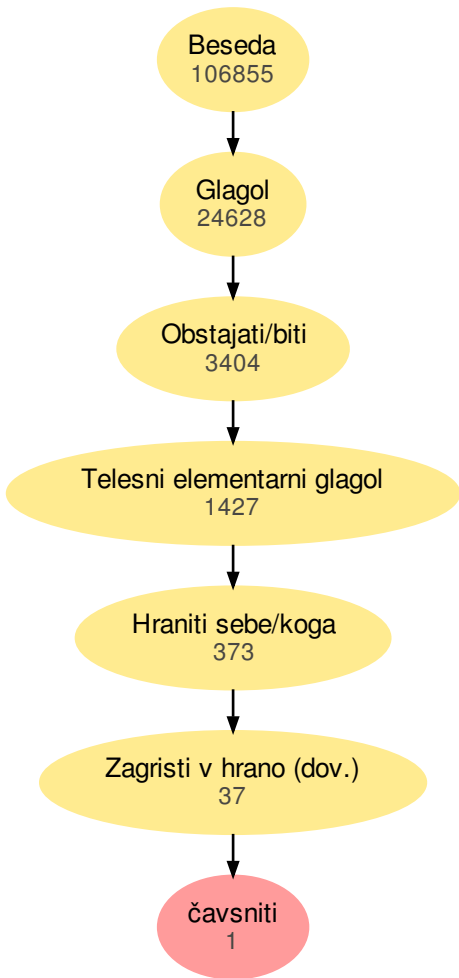 Beseda
106855
Glagol
24628
Obstajati/biti
3404
Telesni elementarni glagol
1427
Hraniti sebe/koga
373
Zagristi v hrano (dov.)
37
čavsniti
1